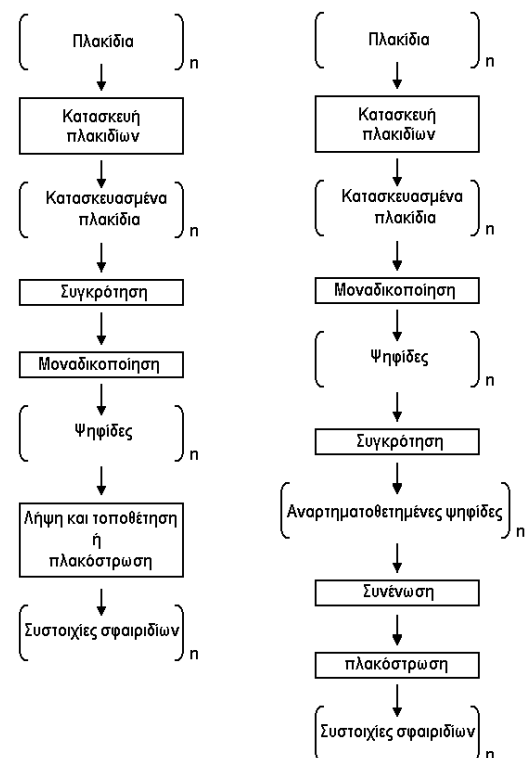 Πλακίδια
n
Κατασκευή
πλακιδίων
Κατασκευασμένα
πλακίδια
n
Συγκρότηση
Μοναδικοποίηση
Ψηφίδες
n
Λήψη και τοποθέτηση
ή
πλακόστρωση
Συστοιχίες σφαιριδίων
n
Πλακίδια
n
Κατασκευή
πλακιδίων
Κατασκευασμένα
πλακίδια
n
Μοναδικοποίηση
Ψηφίδες
n
Συγκρότηση
Αναρτηματοθετημένες ψηφίδες
n
Συνένωση
πλακόστρωση
Συστοιχίες σφαιριδίων
n